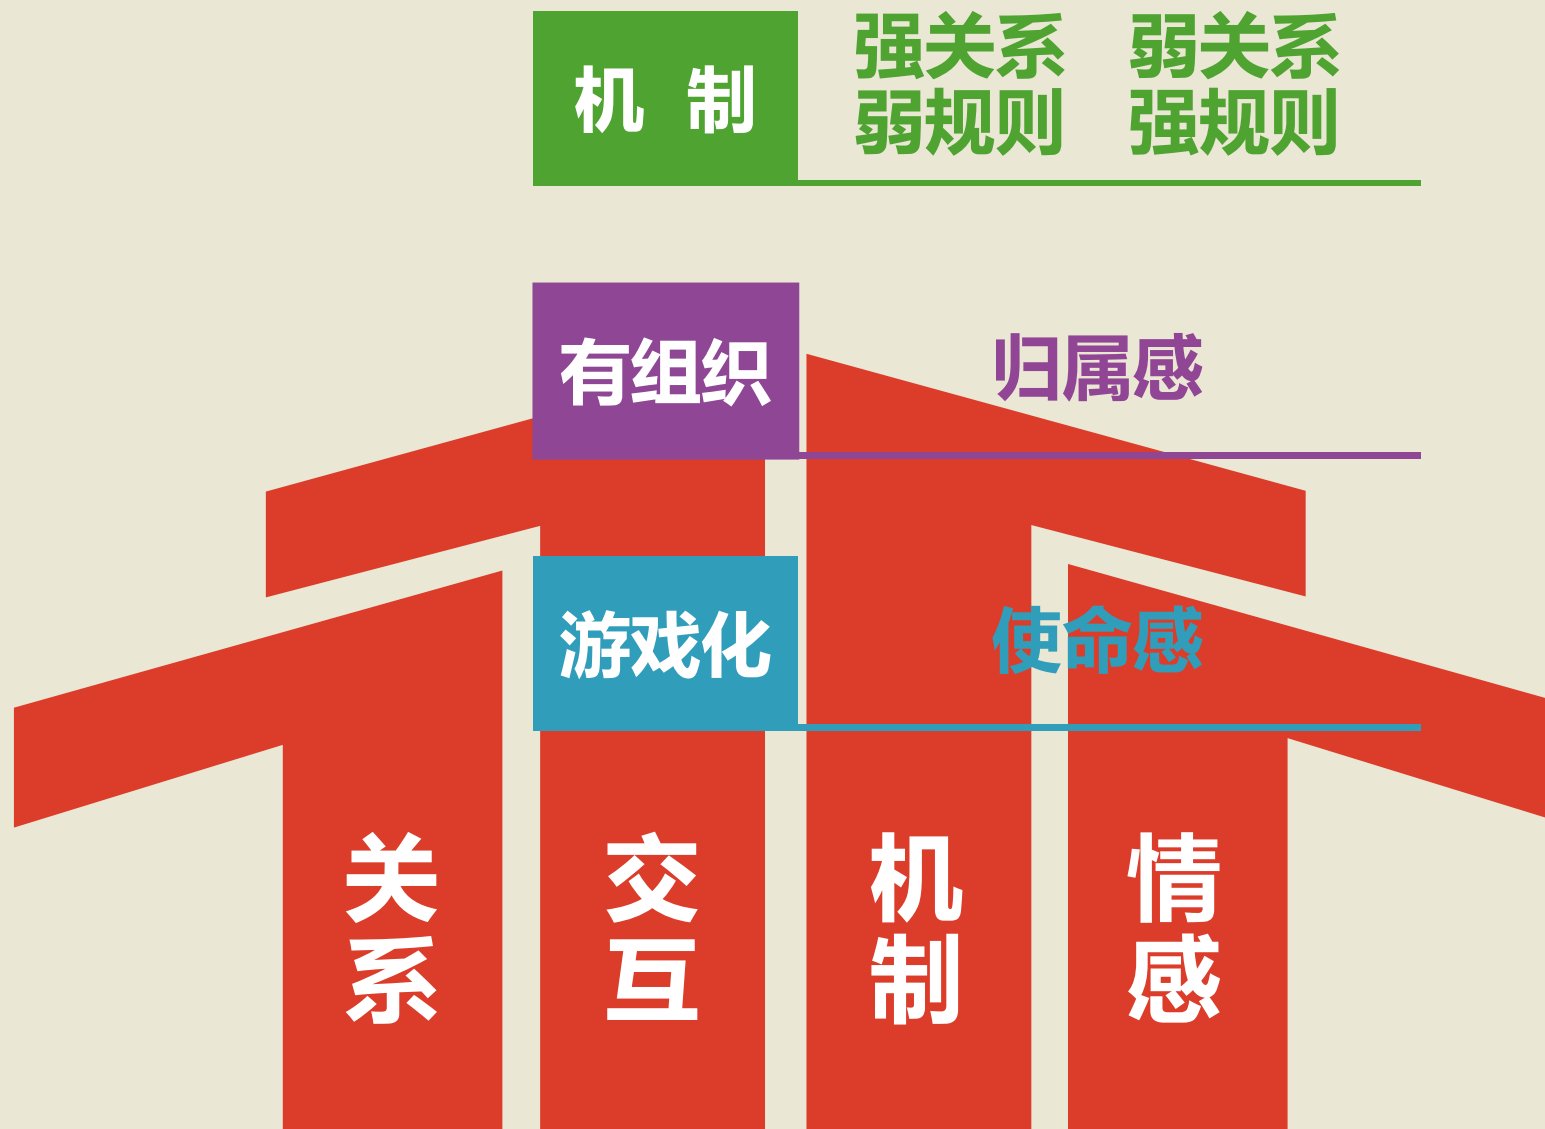 机 制
强关系 弱关系
弱规则 强规则
有组织
归属感
游戏化
使命感
关系
交互
机制
情感